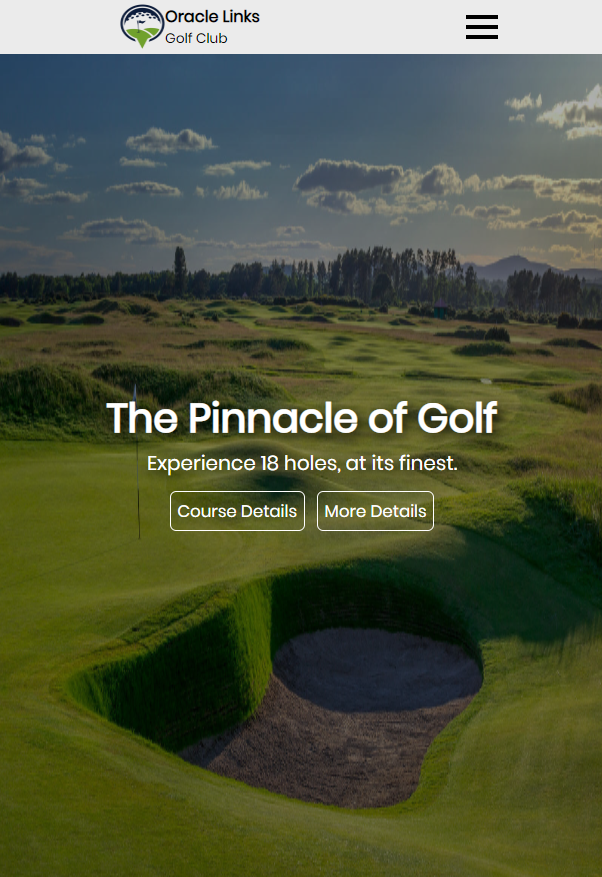 Oracle Links
Golf Club
The Pinnacle of Golf
Experience 18 holes, at its finest.
Course Details
More Details